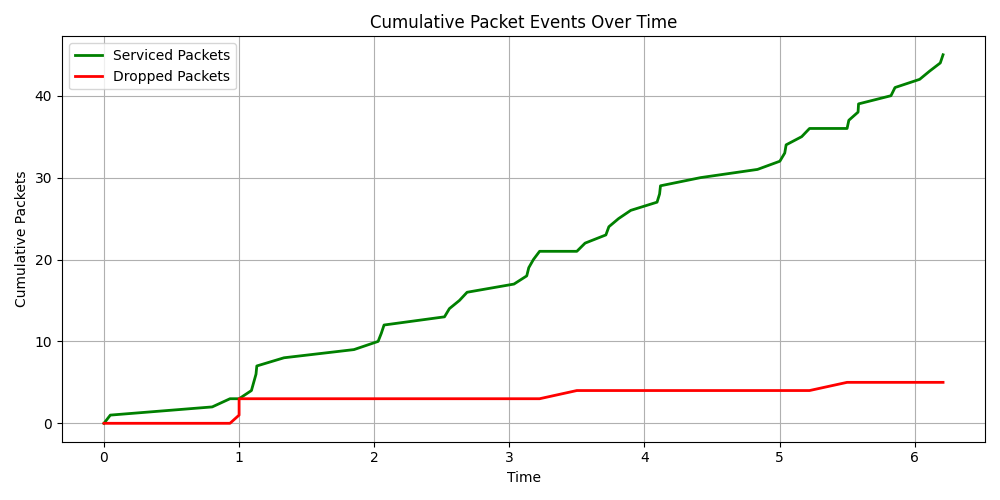 Cumulative Packet Events Over Time
Serviced Packets
Dropped Packets
Cumulative Packets
40
30
20
10
0
0 1 2 3 4 5 6
Time